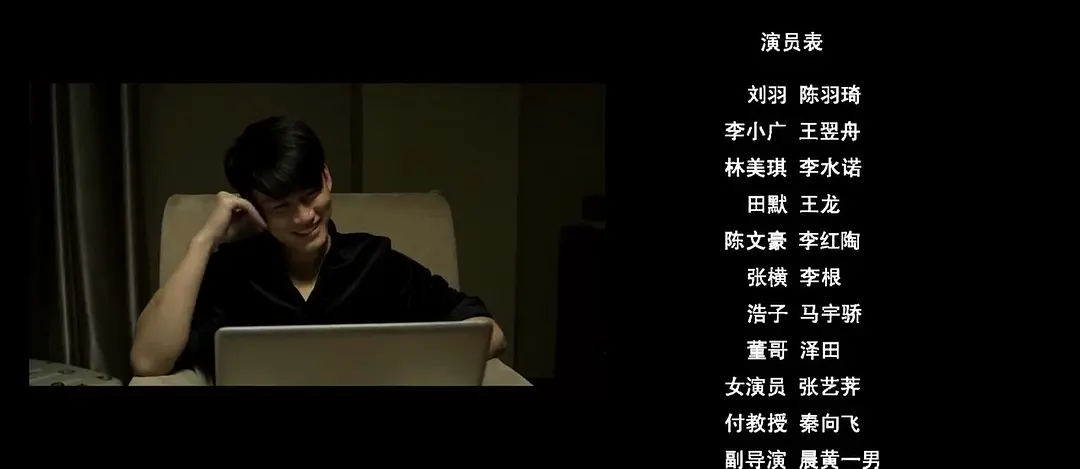 演员表
刘羽 陈羽琦
李小广 王翌舟
林美琪 李水诺
田默 王龙
陈文豪 李红陶
张横 李根
浩子 马宇骄
董哥 泽田
女演员 张艺荠
付教授 秦向飞
副导演 晨黄一男